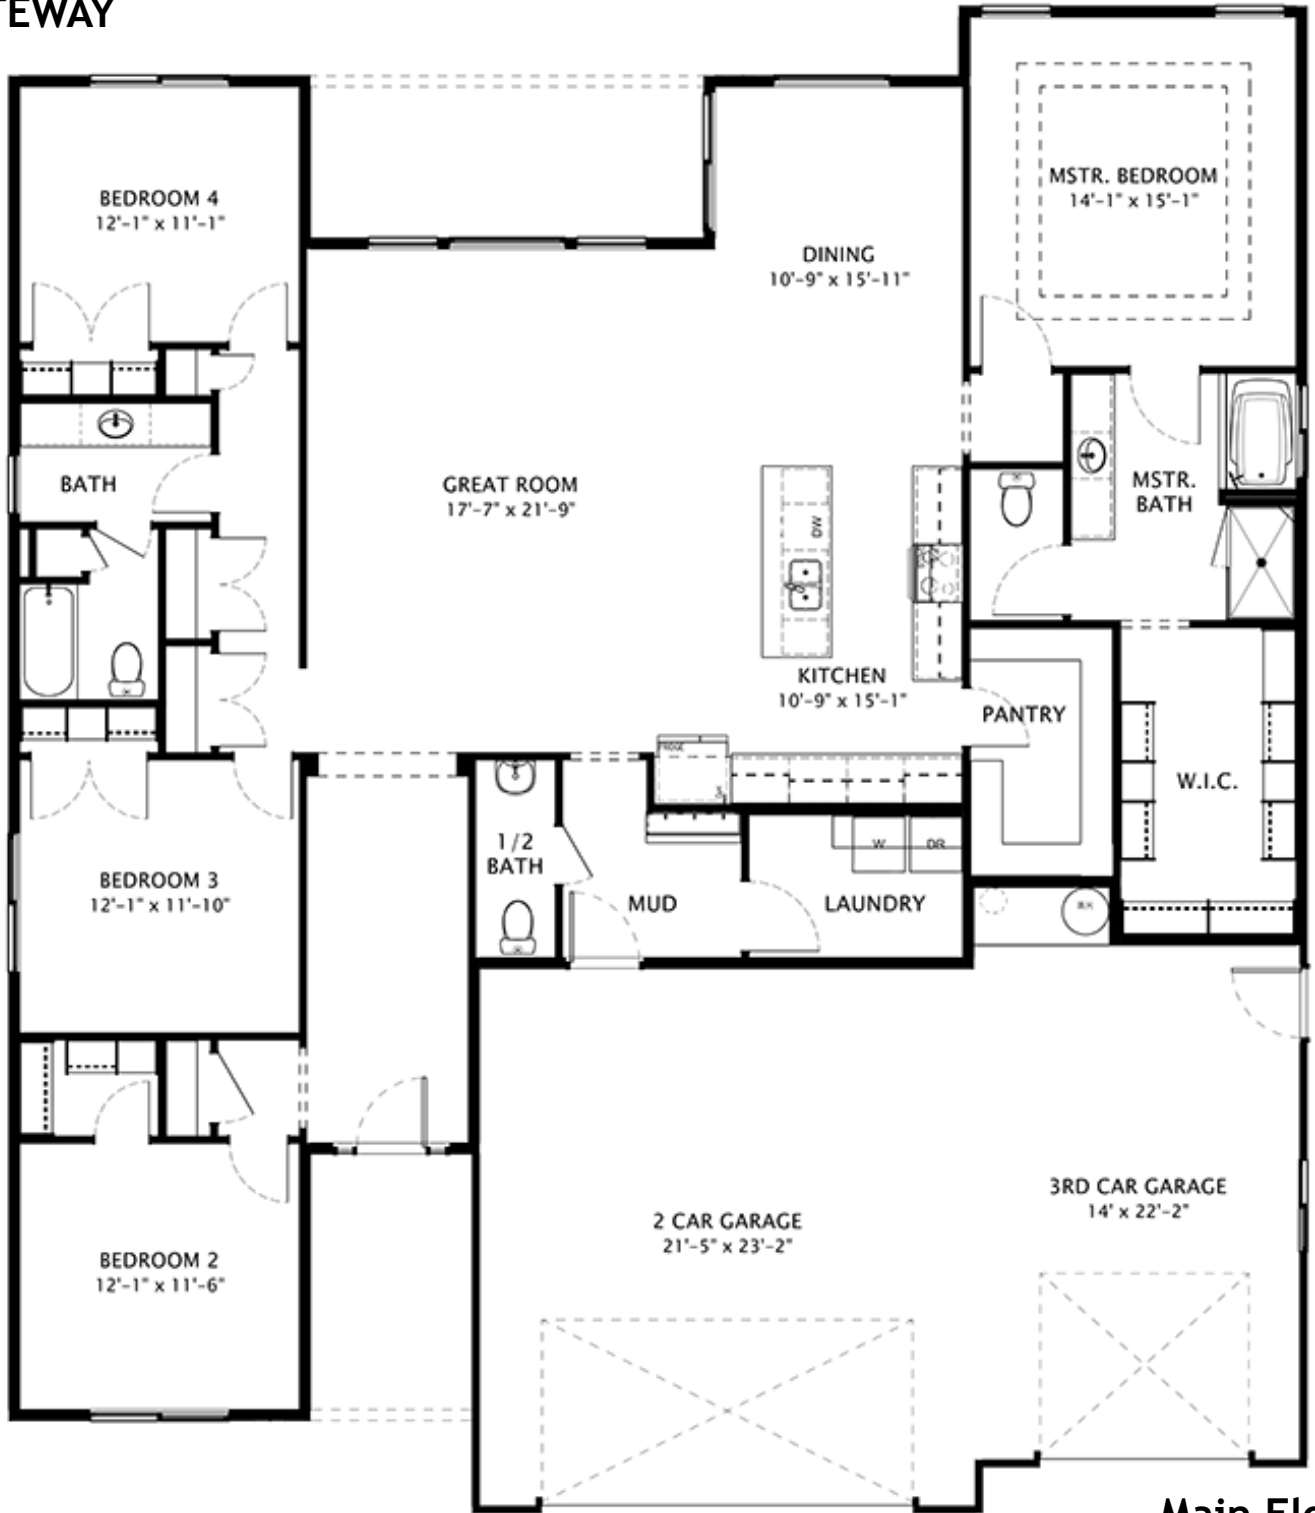 TEWAY
BEDROOM 4
12'-1" x 11'-1"
MSTR. BEDROOM
14'-1" x 15'-1"
DINING
10'-9" x 15'-11"
BATH
GREAT ROOM
17'-7" x 21'-9"
DW
MSTR.
BATH
KITCHEN
10'-9" x 15'-1"
PANTRY
FRIDGE
W.I.C.
1/2
BATH
W
DR
BEDROOM 3
12'-1" x 11'-10"
MUD
LAUNDRY
3RD CAR GARAGE
14' x 22'-2"
2 CAR GARAGE
21'-5" x 23'-2"
BEDROOM 2
12'-1" x 11'-6"
Main Flo